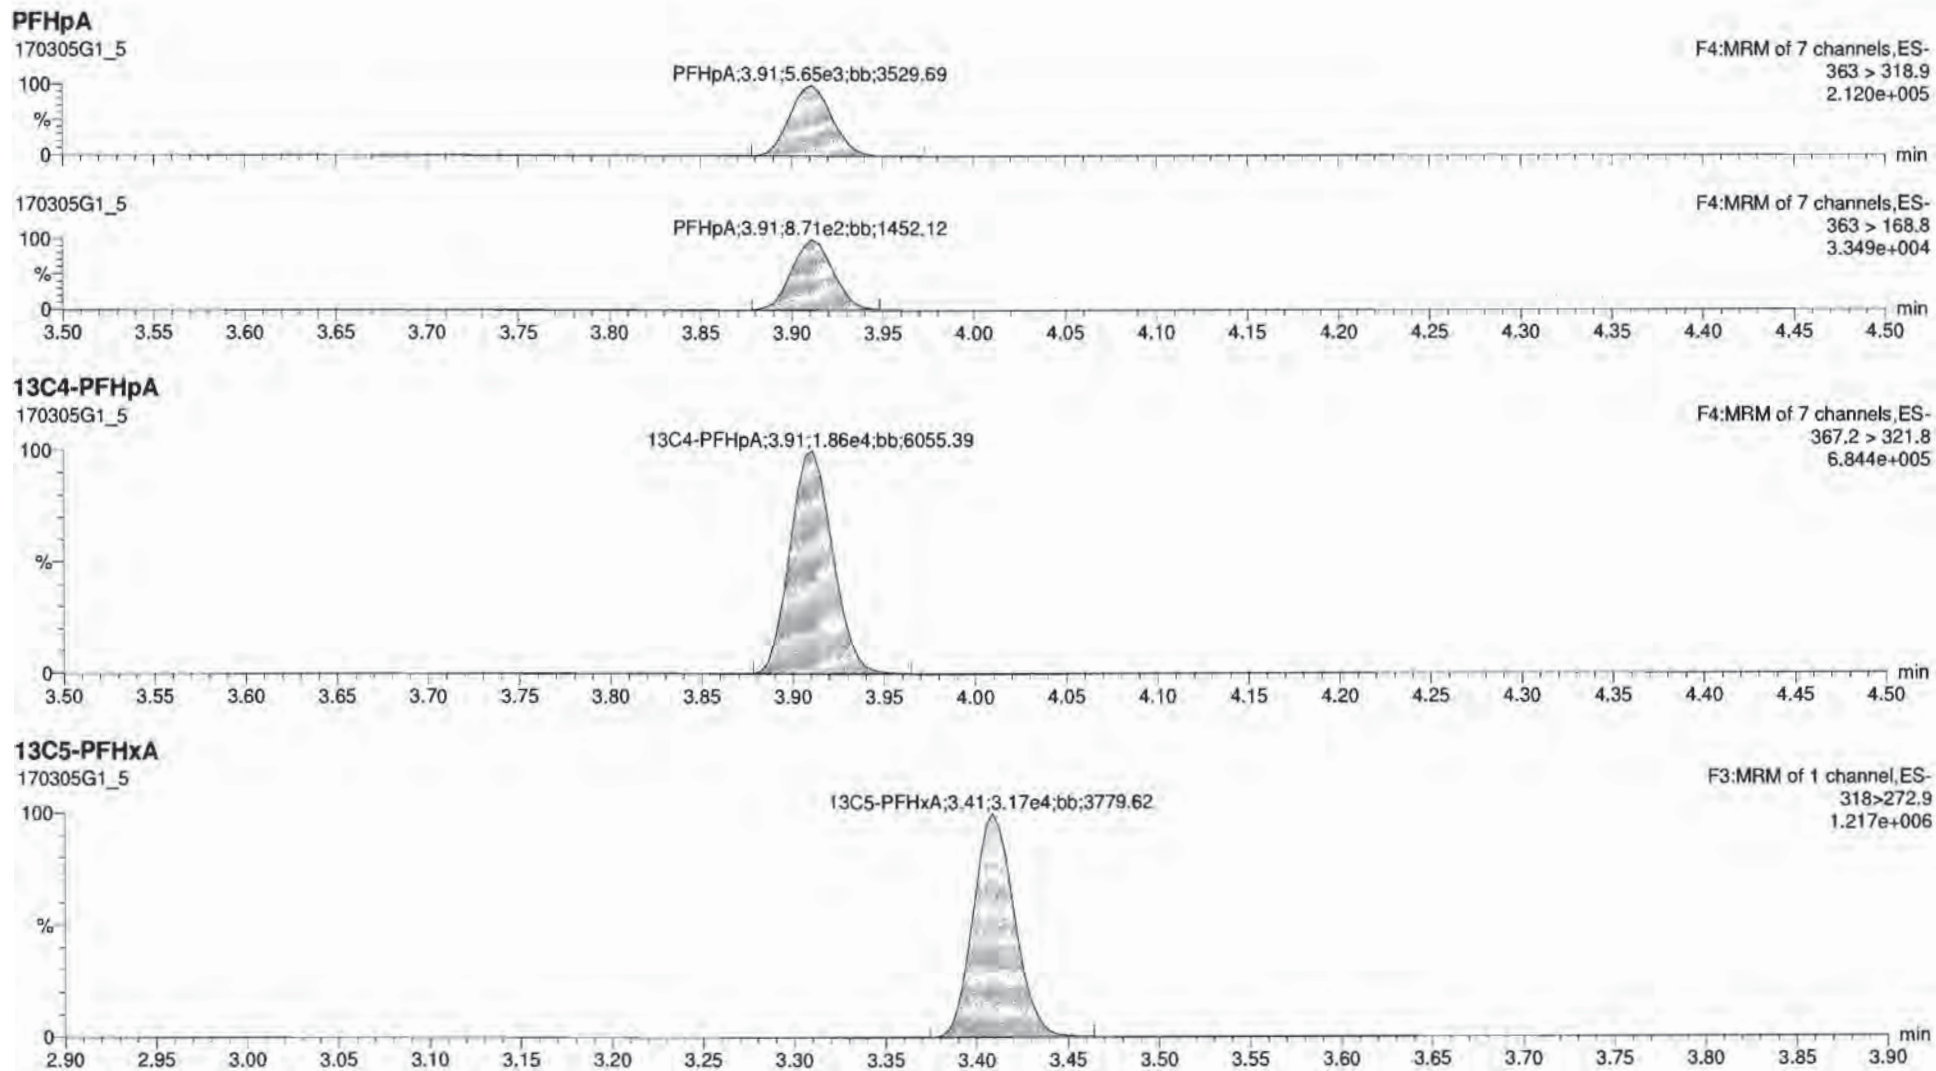 PFHpA
170305G1_5
F4:MRM of 7 channels,ES-
363 > 318.9
2.120e+005
PFHpA;3.91;5.65e3;bb;3529.69
100
%
0
min
170305G1_5
F4:MRM of 7 channels,ES-
363 > 168.8
3.349e+004
PFHpA;3.91;8.71e2;bb;1452.12
100
%
0
min
3.50 3.55 3.60 3.65 3.70 3.75 3.80 3.85 3.90 3.95 4.00 4.05 4.10 4.15 4.20 4.25 4.30 4.35 4.40 4.45 4.50
13C4-PFHpA
170305G1_5
F4:MRM of 7 channels,ES-
367.2 > 321.8
6.844e+005
13C4-PFHpA;3.91;1.86e4;bb;6055.39
100
%
0
min
3.50 3.55 3.60 3.65 3.70 3.75 3.80 3.85 3.90 3.95 4.00 4.05 4.10 4.15 4.20 4.25 4.30 4.35 4.40 4.45 4.50
13C5-PFHxA
170305G1_5
F3:MRM of 1 channel,ES-
318>272.9
1.217e+006
13C5-PFHxA;3.41;3.17e4;bb;3779.62
100
%
0
min
2.90 2.95 3.00 3.05 3.10 3.15 3.20 3.25 3.30 3.35 3.40 3.45 3.50 3.55 3.60 3.65 3.70 3.75 3.80 3.85 3.90